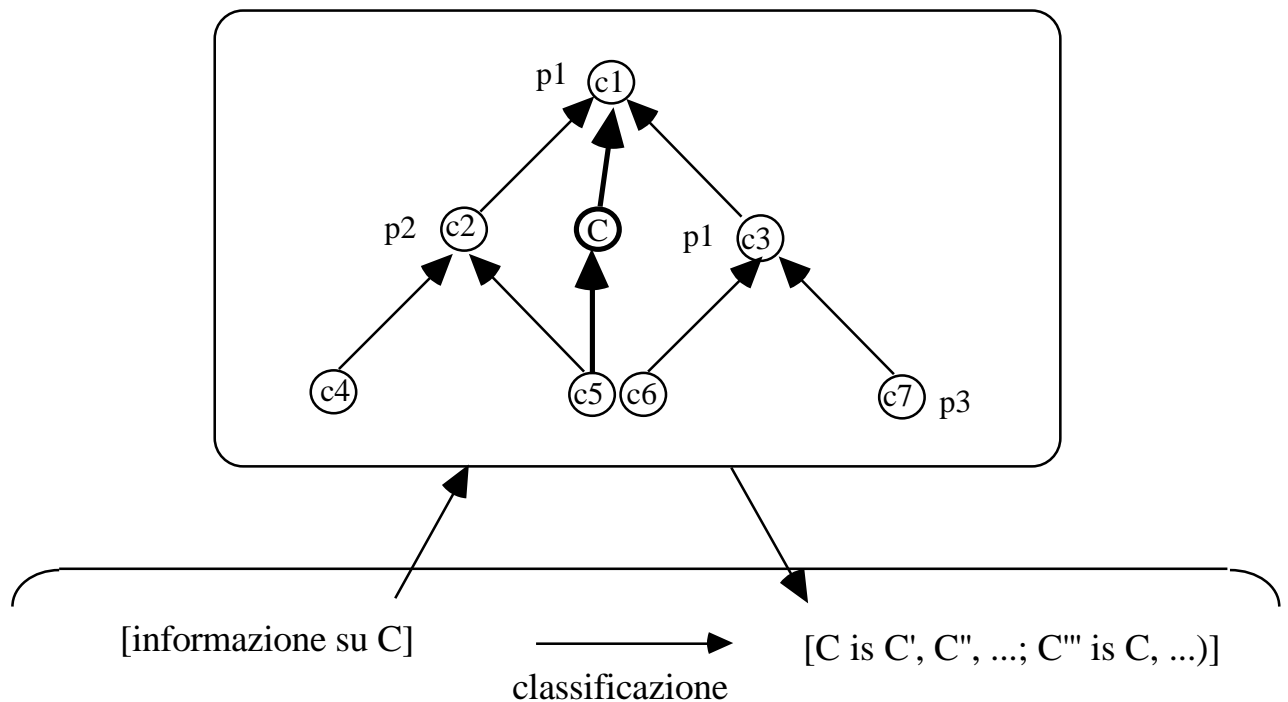 p1 c1
p2 c2 C p1 c3
c4 c5 c6 c7 p3
[informazione su C] [C is C', C", ...; C"' is C, ...)]
classificazione